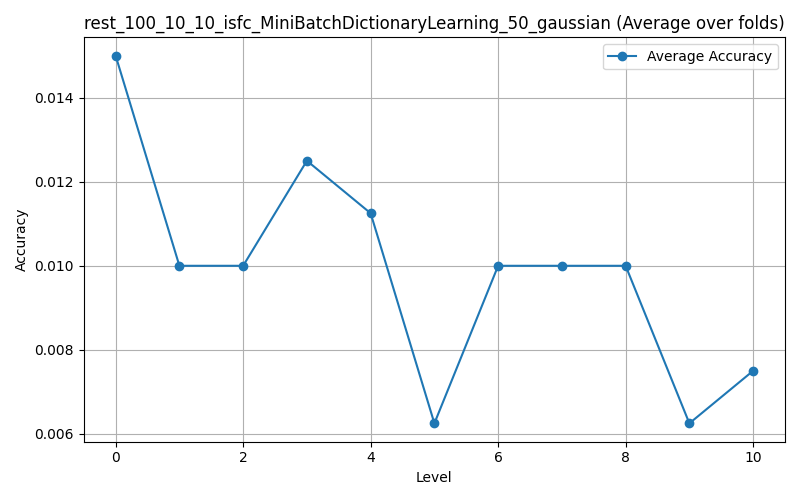 rest_100_10_10_isfc_MiniBatchDictionaryLearning_50_gaussian (Average over folds)
Average Accuracy
0.014
0.012
0.010
0.008
0.006
Accuracy
0 2 4 6 8 10
Level